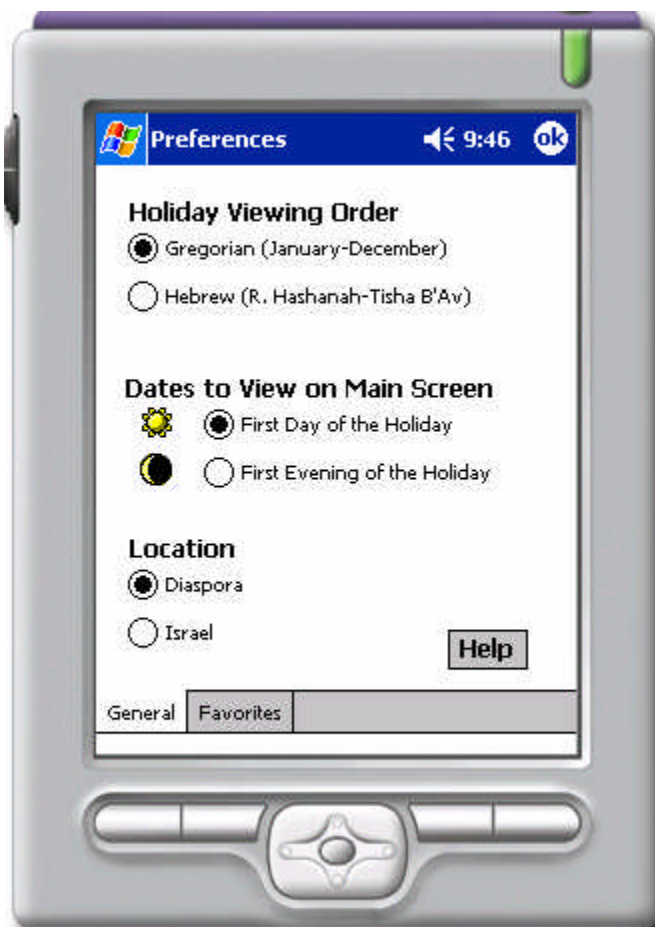 Preferences 9:46 ok
Holiday Viewing Order
Gregorian (January-December)
Hebrew (R. Hashanah-Tisha B'Av)
Dates to View on Main Screen
First Day of the Holiday
First Evening of the Holiday
Location
Diaspora
Israel
Help
General Favorites